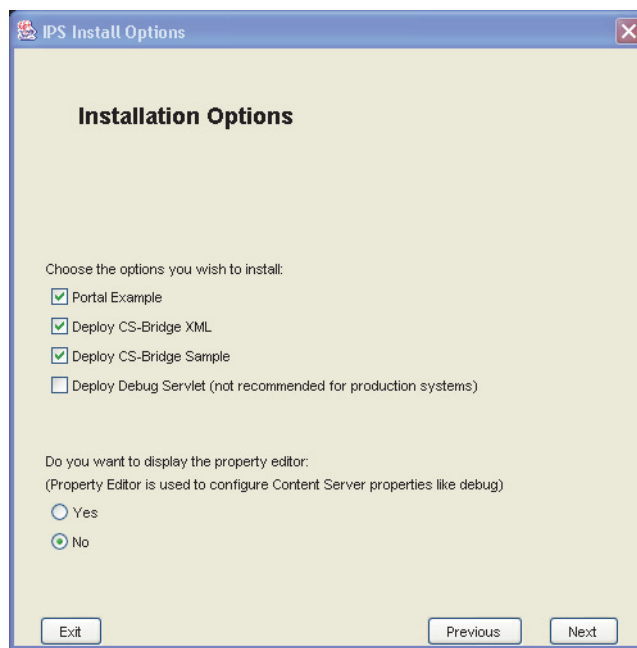 IPS Install Options
Installation Options
Choose the options you wish to install:
Portal Example
Deploy CS-Bridge XML
Deploy CS-Bridge Sample
Deploy Debug Servlet (not recommended for production systems)
Do you want to display the property editor:
(Property Editor is used to configure Content Server properties like debug)
Yes
No
Exit
Previous
Next